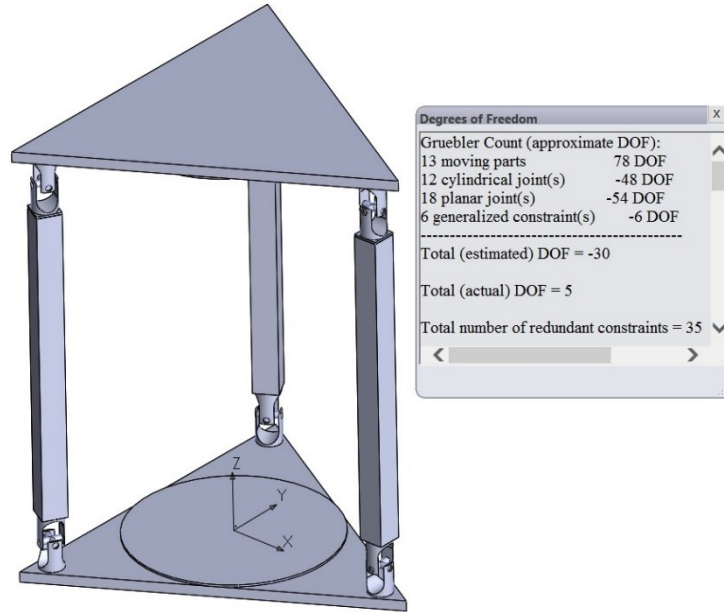 Degrees of Freedom X
Gruebler Count (approximate DOF):
13 moving parts 78 DOF
12 cylindrical joint(s) -48 DOF
18 planar joint(s) -54 DOF
6 generalized constraint(s) -6 DOF
--------------------------------------------
Total (estimated) DOF = -30
Total (actual) DOF = 5
Total number of redundant constraints = 35
Z
Y
X